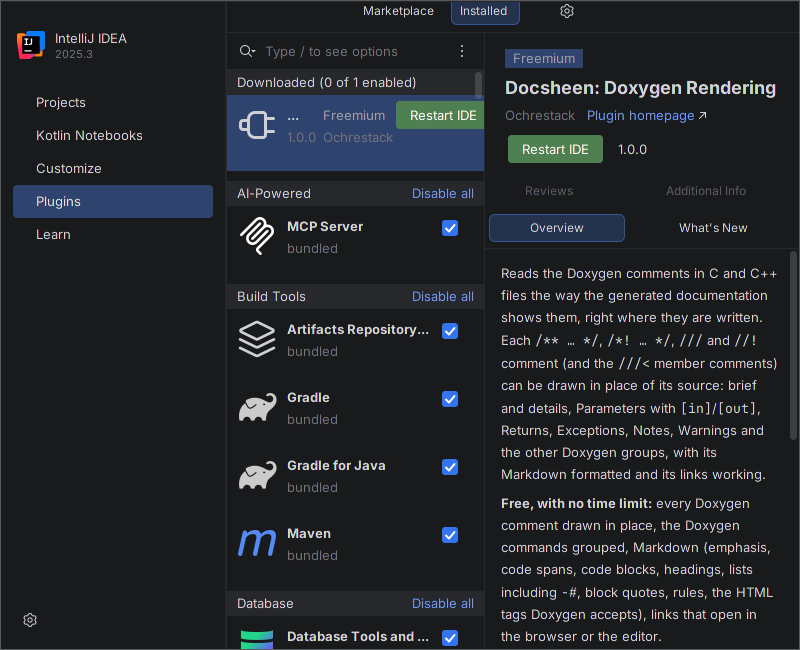 IntelliJ IDEA
2025.3
Projects
Kotlin Notebooks
Customize
Plugins
Learn
Marketplace
Installed
Type / to see options
Downloaded (0 of 1 enabled)
...
Freemium
Restart IDE
1.0.0 Ochrestack
AI-Powered
Disable all
MCP Server
bundled
Build Tools
Disable all
Artifacts Repository...
bundled
Gradle
bundled
Gradle for Java
bundled
Maven
bundled
Database
Disable all
Database Tools and ...
Freemium
Docsheen: Doxygen Rendering
Ochrestack Plugin homepage ↗
Restart IDE
1.0.0
Reviews
Additional Info
Overview
What's New
Reads the Doxygen comments in C and C++
files the way the generated documentation
shows them, right where they are written.
Each /** … */, /*! … */, /// and //!
comment (and the ///< member comments)
can be drawn in place of its source: brief
and details, Parameters with [in]/[out],
Returns, Exceptions, Notes, Warnings and
the other Doxygen groups, with its
Markdown formatted and its links working.
Free, with no time limit: every Doxygen
comment drawn in place, the Doxygen
commands grouped, Markdown (emphasis,
code spans, code blocks, headings, lists
including -#, block quotes, rules, the HTML
tags Doxygen accepts), links that open in
the browser or the editor.